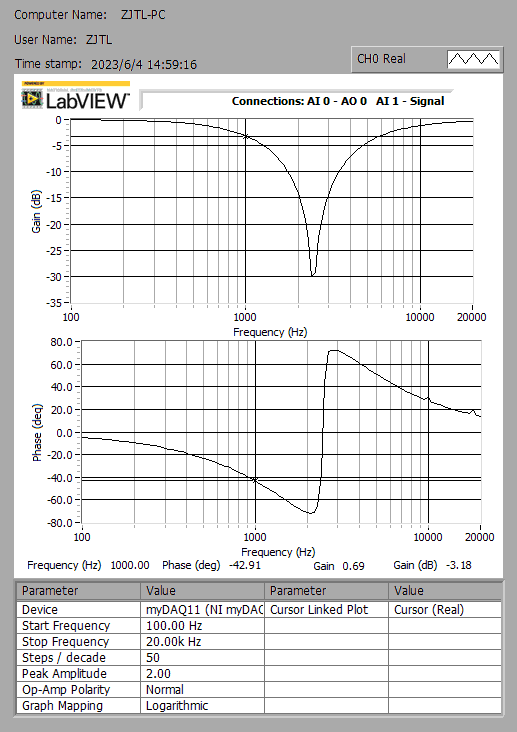 Computer Name: ZJTL-PC
User Name: ZJTL
Time stamp: 2023/6/4 14:59:16
CH0 Real
POWERED BY
NATIONAL INSTRUMENTS
LabVIEW™
Connections: AI 0 - AO 0 AI 1 - Signal
Gain (dB)
0
-5
-10
-15
-20
-25
-30
-35
100 1000 10000 20000
Frequency (Hz)
Phase (deg)
80.0
60.0
40.0
20.0
0.0
-20.0
-40.0
-60.0
-80.0
100 1000 10000 20000
Frequency (Hz)
Frequency (Hz) 1000.00 Phase (deg) -42.91 Gain 0.69 Gain (dB) -3.18
Parameter Value Parameter Value
Device myDAQ11 (NI myDAQ Cursor Linked Plot Cursor (Real)
Start Frequency 100.00 Hz
Stop Frequency 20.00k Hz
Steps / decade 50
Peak Amplitude 2.00
Op-Amp Polarity Normal
Graph Mapping Logarithmic